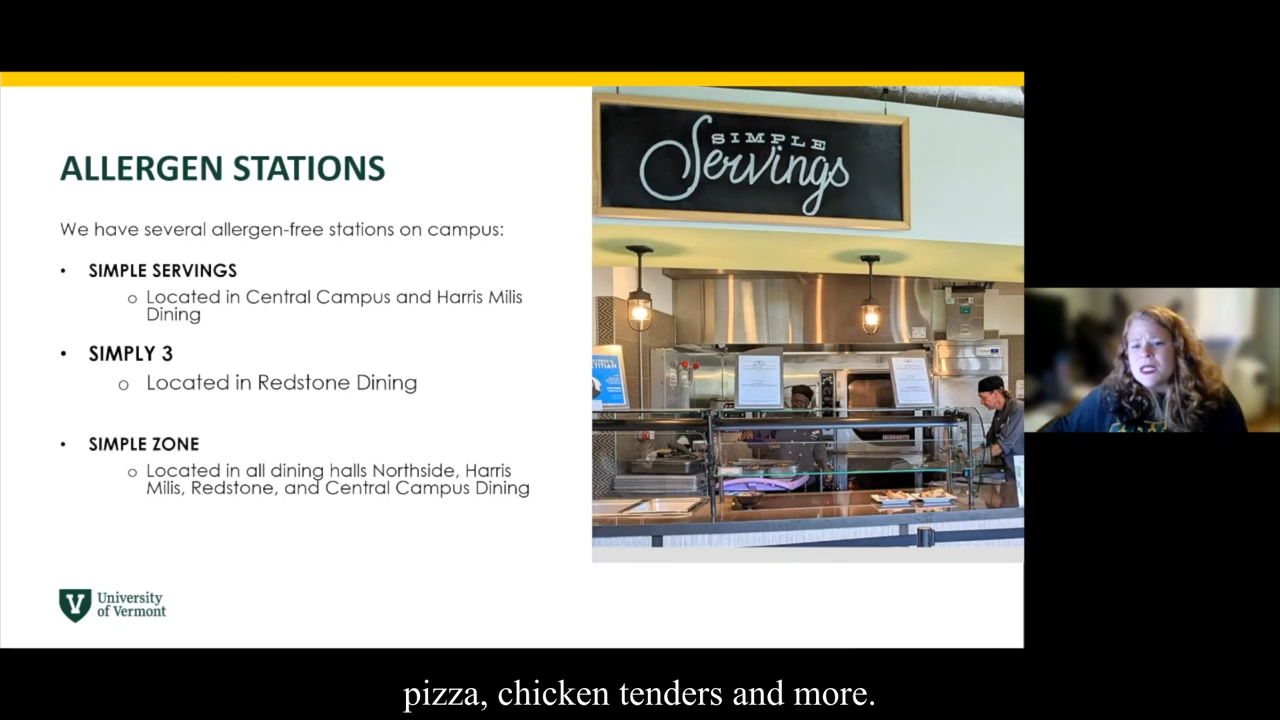 ALLERGEN STATIONS
We have several allergen-free stations on campus:
• SIMPLE SERVINGS
o Located in Central Campus and Harris Milis
Dining
• SIMPLY 3
o Located in Redstone Dining
• SIMPLE ZONE
o Located in all dining halls Northside, Harris
Milis, Redstone, and Central Campus Dining
University
of Vermont
SIMPLE
Servings
pizza, chicken tenders and more.